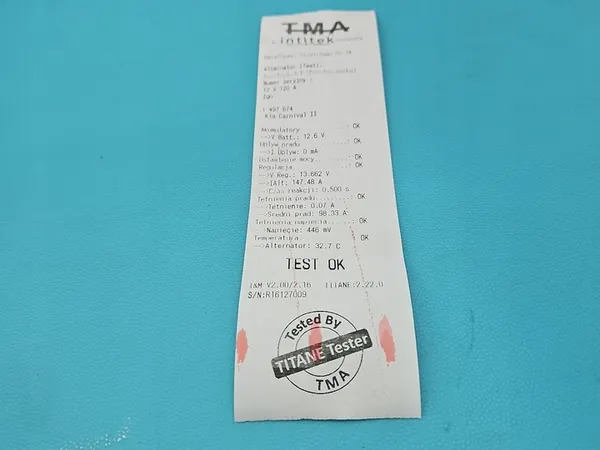 TMA
intitek
Alternator (Test):
Numer seryjny :
12 V 120 A
497 674
Kia Carnival II
Akumulatory : OK
-->V Batt.: 12.6 V
Upływ prądu : OK
-->I Upływ: 0 mA
Ustawienie mocy : OK
Regulacja : OK
-->V Reg.: 13.662 V
-->IAlt: 147.48 A
-->Czas reakcji: 0.500 s
Tętnienia prądu : OK
-->Tętnienie: 0.07 A
-->Średni prąd: 98.33 A
Tętnienia napięcia : OK
-->Napięcie: 446 mV
Temperatura : OK
-->Alternator: 32.7 C
TEST OK
T&M V2.00/2.16 TITANE:2.22.0
S/N:R16127009
Tested By
TITANE Tester
TMA